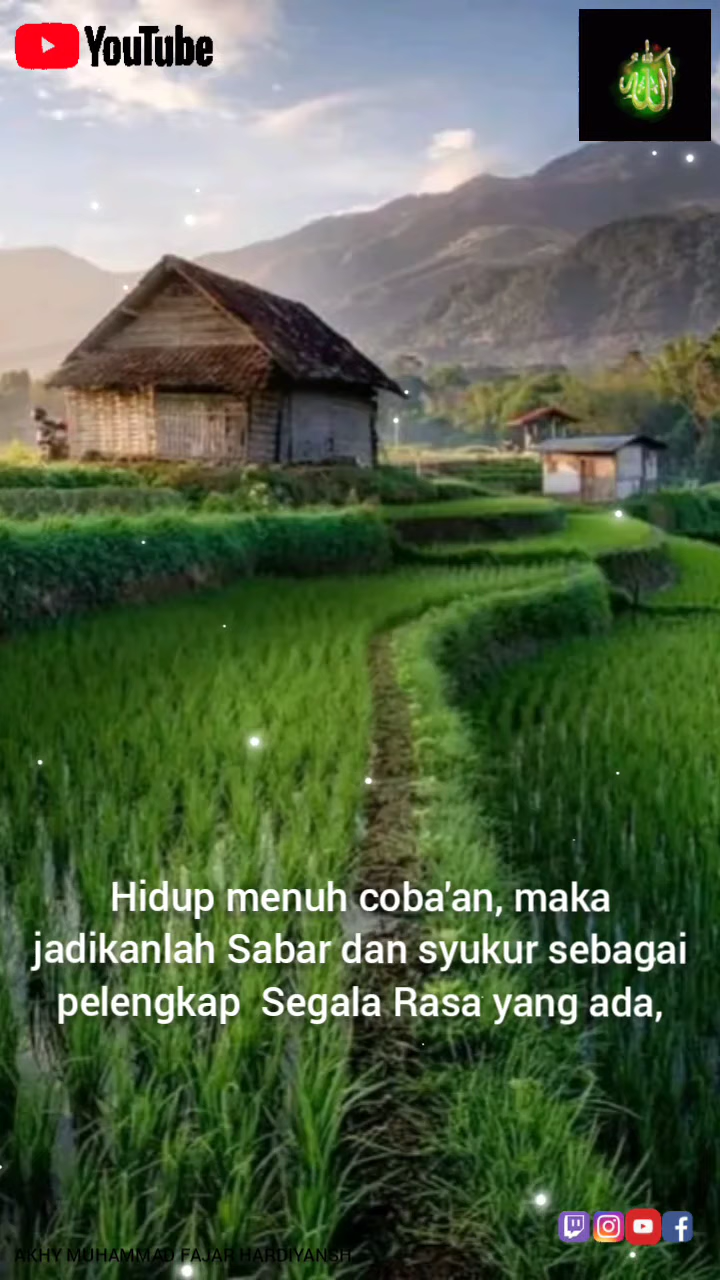 YouTube
الله
Hidup menuh coba'an, maka
jadikanlah Sabar dan syukur sebagai
pelengkap Segala Rasa yang ada,
AKHY MUHAMMAD FAJAR HARDIYANSH